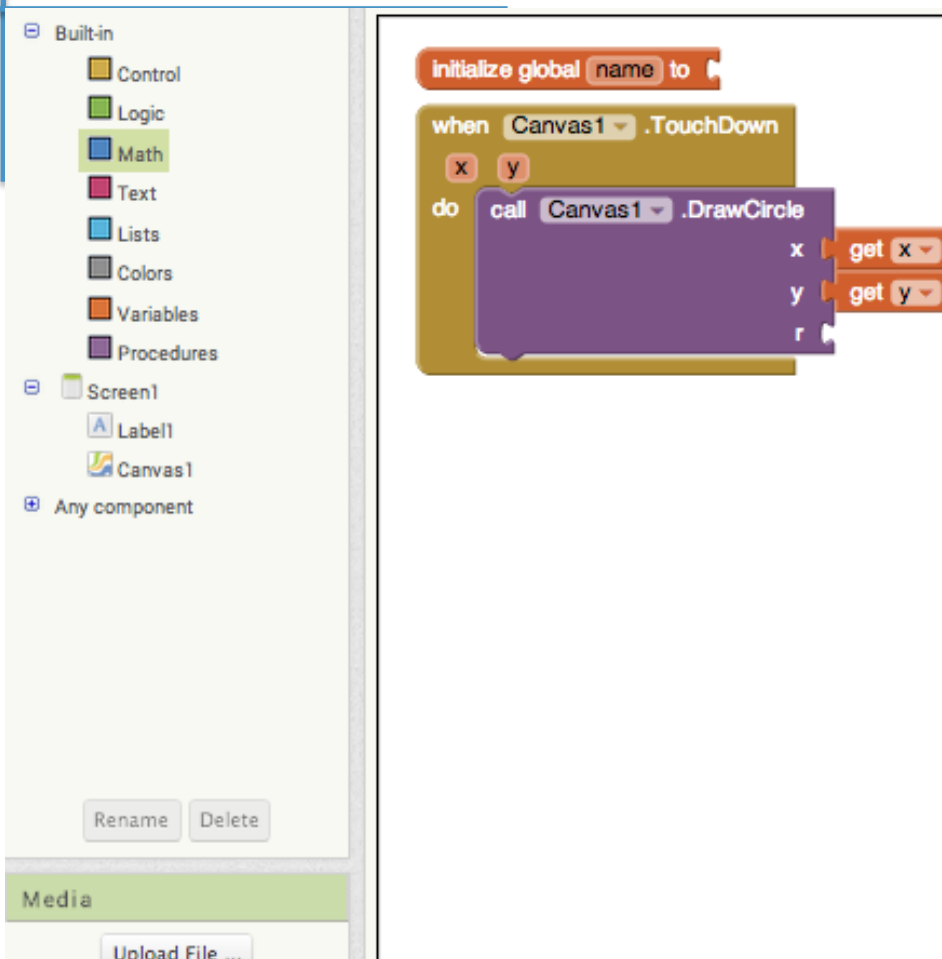 Built-in
Control
Logic
Math
Text
Lists
Colors
Variables
Procedures
Screen1
Label1
Canvas1
Any component
Rename Delete
Media
Upload File ...
initialize global name to
when Canvas1 .TouchDown
x y
do call Canvas1 .DrawCircle
x get x
y get y
r